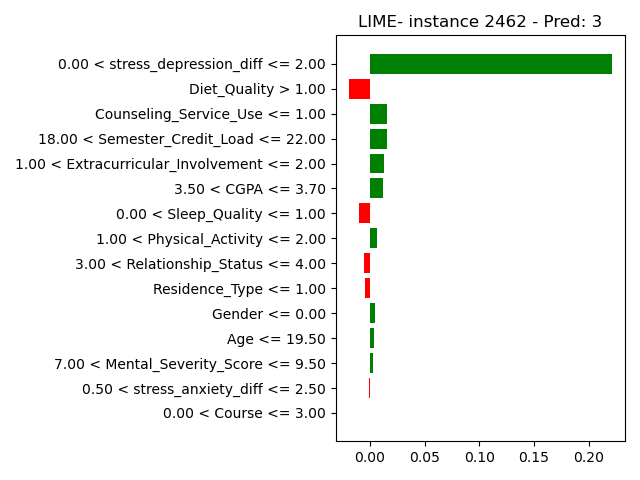 LIME- instance 2462 - Pred: 3
0.00 < stress_depression_diff <= 2.00
Diet_Quality > 1.00
Counseling_Service_Use <= 1.00
18.00 < Semester_Credit_Load <= 22.00
1.00 < Extracurricular_Involvement <= 2.00
3.50 < CGPA <= 3.70
0.00 < Sleep_Quality <= 1.00
1.00 < Physical_Activity <= 2.00
3.00 < Relationship_Status <= 4.00
Residence_Type <= 1.00
Gender <= 0.00
Age <= 19.50
7.00 < Mental_Severity_Score <= 9.50
0.50 < stress_anxiety_diff <= 2.50
0.00 < Course <= 3.00
0.00 0.05 0.10 0.15 0.20